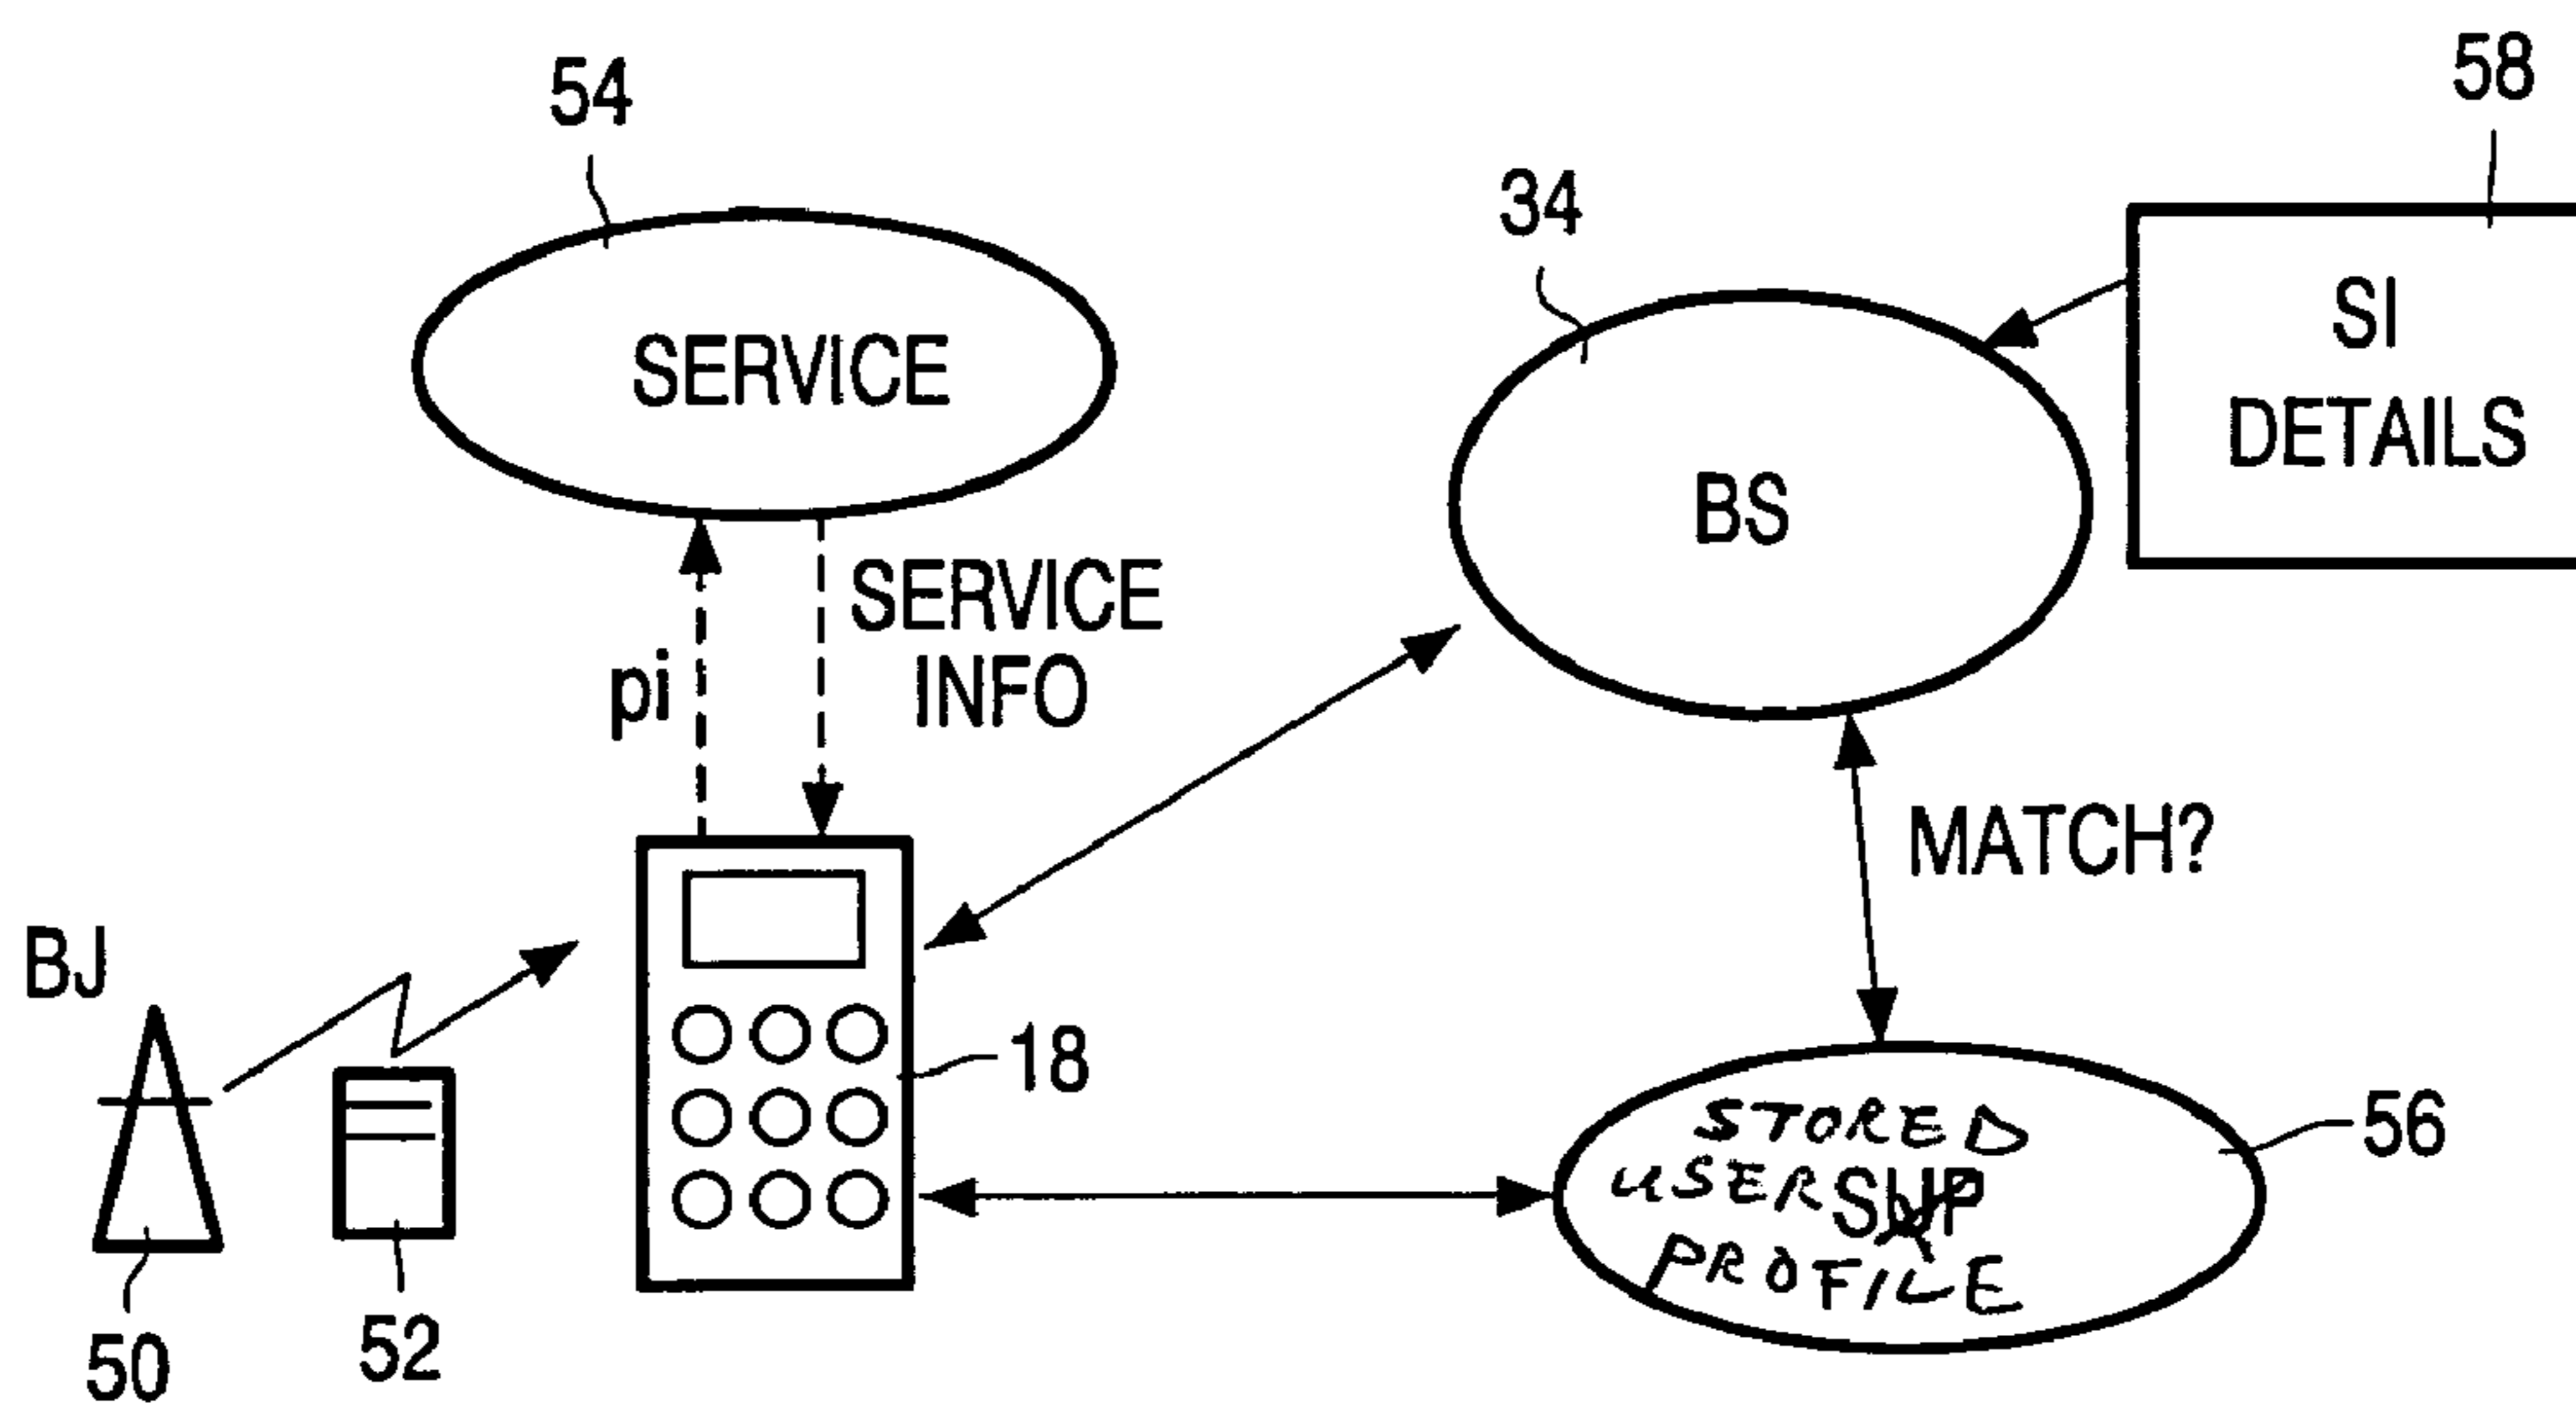 54
58
34
SERVICE
SI
DETAILS
BS
SERVICE
INFO
pi
MATCH?
BJ
18
STORED
USER SUP
PROFILE
56
50
52